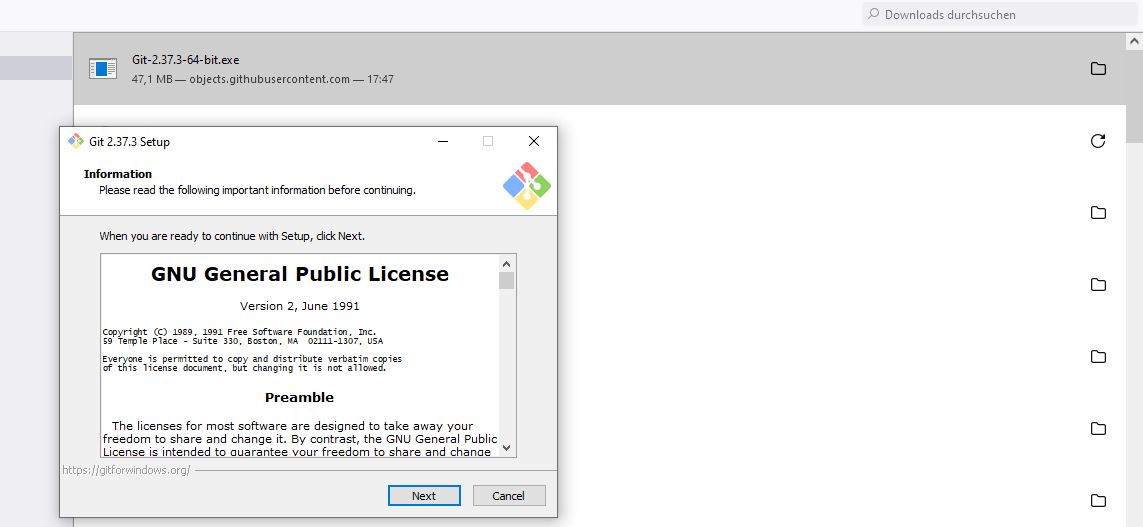 Downloads durchsuchen
Git-2.37.3-64-bit.exe
47,1 MB — objects.githubusercontent.com — 17:47
Git 2.37.3 Setup
Information
Please read the following important information before continuing.
When you are ready to continue with Setup, click Next.
GNU General Public License
Version 2, June 1991
Copyright (C) 1989, 1991 Free Software Foundation, Inc.
59 Temple Place - Suite 330, Boston, MA  02111-1307, USA
Everyone is permitted to copy and distribute verbatim copies
of this license document, but changing it is not allowed.
Preamble
The licenses for most software are designed to take away your
freedom to share and change it. By contrast, the GNU General Public
License is intended to guarantee your freedom to share and change
https://gitforwindows.org/
Next
Cancel